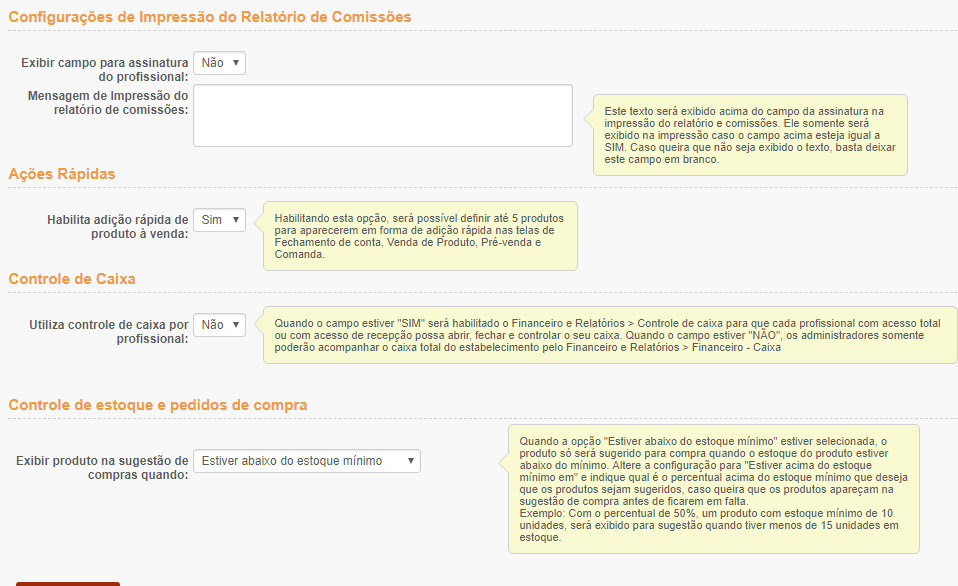 Configurações de Impressão do Relatório de Comissões
Exibir campo para assinatura
do profissional:
Não
Mensagem de Impressão do
relatório de comissões:
Este texto será exibido acima do campo da assinatura na
impressão do relatório e comissões. Ele somente será
exibido na impressão caso o campo acima esteja igual a
SIM. Caso queira que não seja exibido o texto, basta deixar
este campo em branco.
Ações Rápidas
Habilita adição rápida de
produto à venda:
Sim
Habilitando esta opção, será possível definir até 5 produtos
para aparecerem em forma de adição rápida nas telas de
Fechamento de conta, Venda de Produto, Pré-venda e
Comanda.
Controle de Caixa
Utiliza controle de caixa por
profissional:
Não
Quando o campo estiver "SIM" será habilitado o Financeiro e Relatórios > Controle de caixa para que cada profissional com acesso total
ou com acesso de recepção possa abrir, fechar e controlar o seu caixa. Quando o campo estiver "NÃO", os administradores somente
poderão acompanhar o caixa total do estabelecimento pelo Financeiro e Relatórios > Financeiro - Caixa
Controle de estoque e pedidos de compra
Exibir produto na sugestão de
compras quando:
Estiver abaixo do estoque mínimo
Quando a opção "Estiver abaixo do estoque mínimo" estiver selecionada, o
produto só será sugerido para compra quando o estoque do produto estiver
abaixo do mínimo. Altere a configuração para "Estiver acima do estoque
mínimo em" e indique qual é o percentual acima do estoque mínimo que deseja
que os produtos sejam sugeridos, caso queira que os produtos apareçam na
sugestão de compra antes de ficarem em falta.
Exemplo: Com o percentual de 50%, um produto com estoque mínimo de 10
unidades, será exibido para sugestão quando tiver menos de 15 unidades em
estoque.